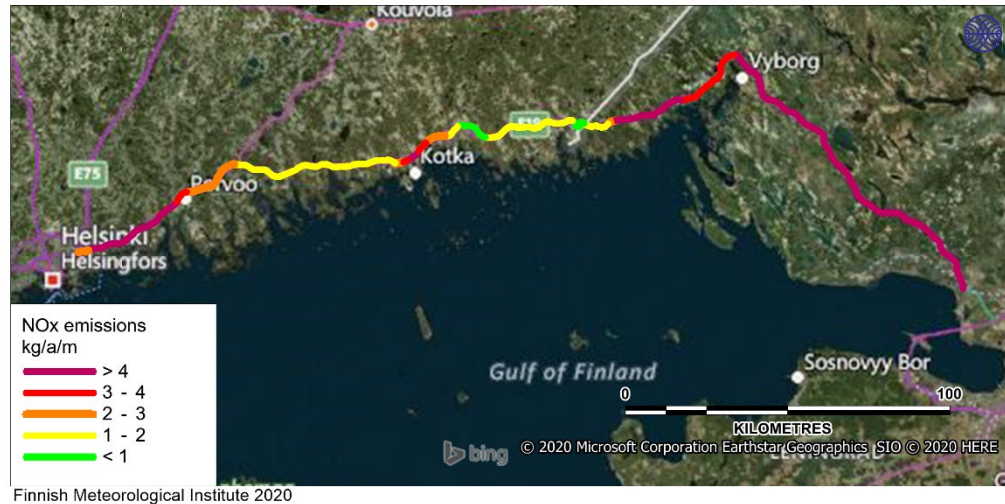 Kouvola
Vyborg
E18
E75
Kotka
Porvoo
Helsinki
Helsingfors
NOx emissions
kg/a/m
> 4
3 - 4
2 - 3
1 - 2
< 1
Gulf of Finland
Sosnovyy Bor
0 100
KILOMETRES
bing
© 2020 Microsoft Corporation Earthstar Geographics SIO © 2020 HERE
LENINGRAD
Finnish Meteorological Institute 2020